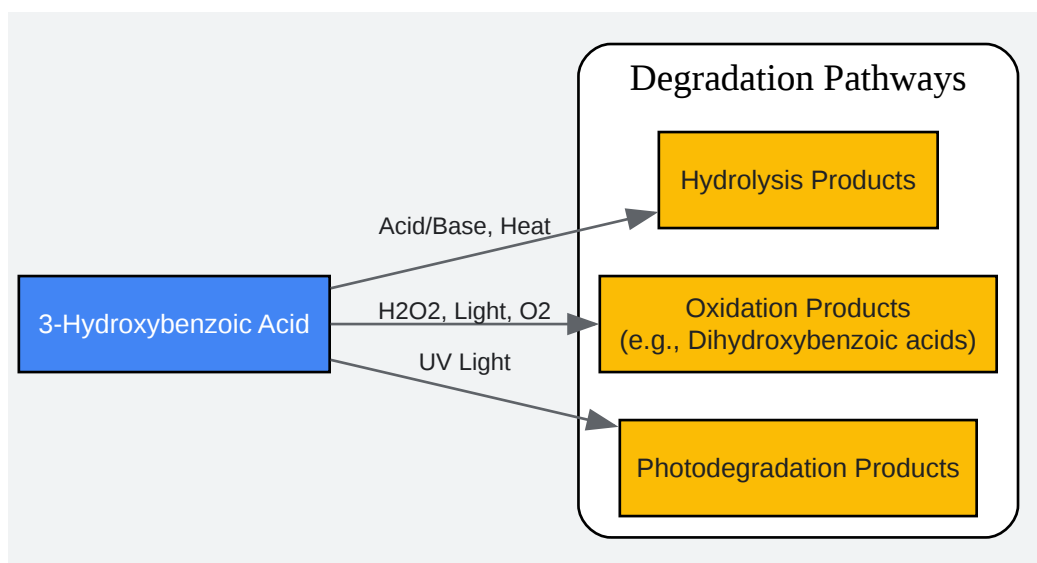 Degradation Pathways
Hydrolysis Products
Acid/Base, Heat
3-Hydroxybenzoic Acid
H2O2, Light, O2
Oxidation Products
(e.g., Dihydroxybenzoic acids)
UV Light
Photodegradation Products